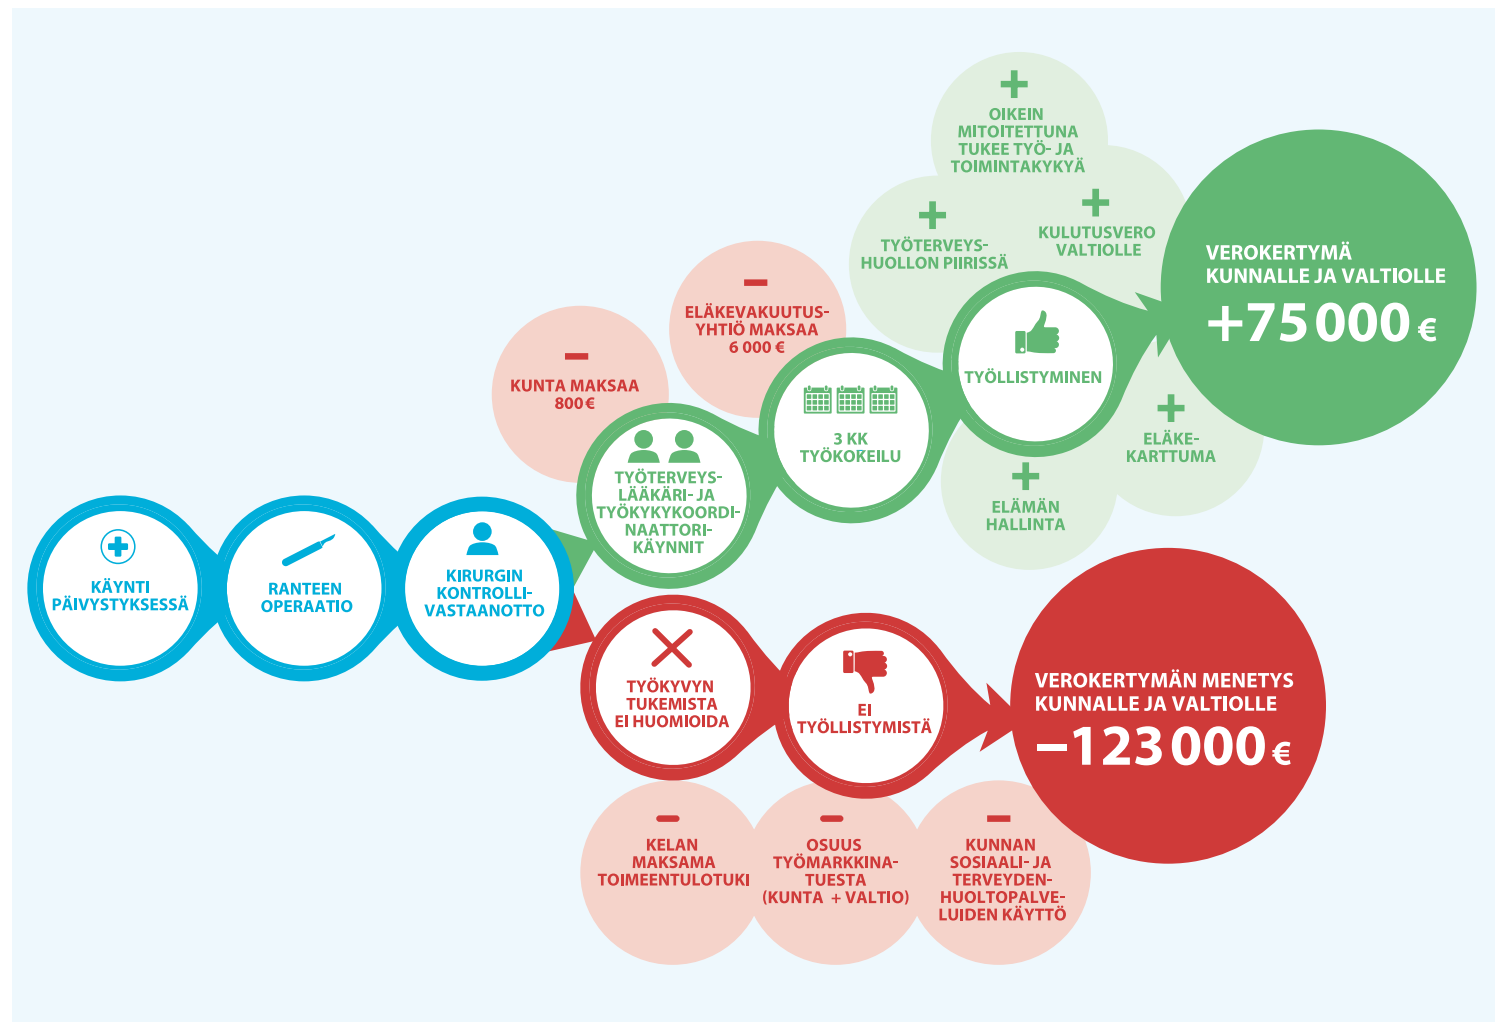 KÄYNTI
PÄIVYSTYKSESSÄ
RANTEEN
OPERAATIO
KIRURGIN
KONTROLLI-
VASTAANOTTO
KUNTA MAKSAA
800 €
TYÖTERVEYS-
LÄÄKÄRI- JA
TYÖKYKYKOORDI-
NAATTORI-
KÄYNNIT
ELÄKEVAKUUTUS-
YHTIÖ MAKSAA
6 000 €
3 KK
TYÖKOKEILU
TYÖLLISTYMINEN
+
OIKEIN
MITOITETTUNA
TUKEE TYÖ- JA
TOIMINTAKYKYÄ
+
TYÖTERVEYS-
HUOLLON PIIRISSÄ
+
KULUTUSVERO
VALTIOLLE
+
ELÄKE-
KARTTUMA
+
ELÄMÄN
HALLINTA
VEROKERTYMÄ
KUNNALLE JA VALTIOLLE
+75 000 €
TYÖKYVYN
TUKEMISTA
EI HUOMIOIDA
EI
TYÖLLISTYMISTÄ
KELAN
MAKSAMA
TOIMEENTULOTUKI
OSUUS
TYÖMARKKINA-
TUESTA
(KUNTA + VALTIO)
KUNNAN
SOSIAALI- JA
TERVEYDEN-
HUOLTOPALVE-
LUIDEN KÄYTTÖ
VEROKERTYMÄN MENETYS
KUNNALLE JA VALTIOLLE
–123 000 €